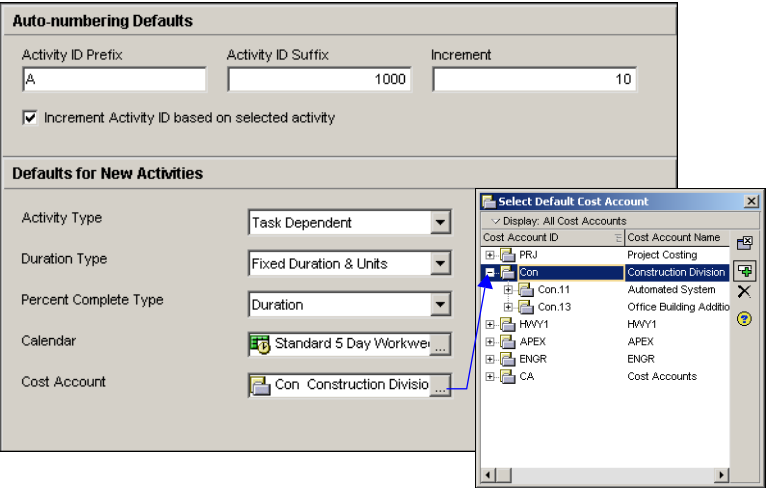 Auto-numbering Defaults
Activity ID Prefix Activity ID Suffix Increment
A 1000 10
Increment Activity ID based on selected activity
Defaults for New Activities
Activity Type Task Dependent
Duration Type Fixed Duration & Units
Percent Complete Type Duration
Calendar Standard 5 Day Workwe ...
Cost Account Con Construction Divisio ...
Select Default Cost Account
Display: All Cost Accounts
Cost Account ID Cost Account Name
PRJ Project Costing
Con Construction Division
Con.11 Automated System
Con.13 Office Building Additio
HWY1 HWY1
APEX APEX
ENGR ENGR
CA Cost Accounts